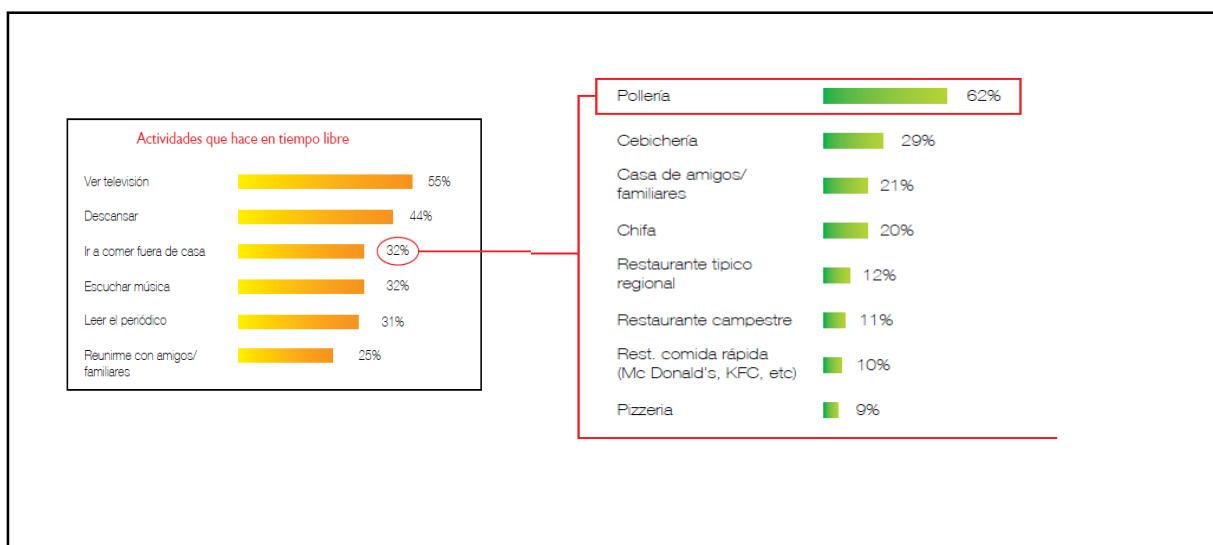 Actividades que hace en tiempo libre
Ver televisión 55%
Descansar 44%
Ir a comer fuera de casa 32%
Escuchar música 32%
Leer el periódico 31%
Reunirme con amigos/ 25%
familiares
Pollería 62%
Cebichería 29%
Casa de amigos/
familiares 21%
Chifa 20%
Restaurante tipico
regional 12%
Restaurante campestre 11%
Rest. comida rápida
(Mc Donald's, KFC, etc) 10%
Pizzeria 9%